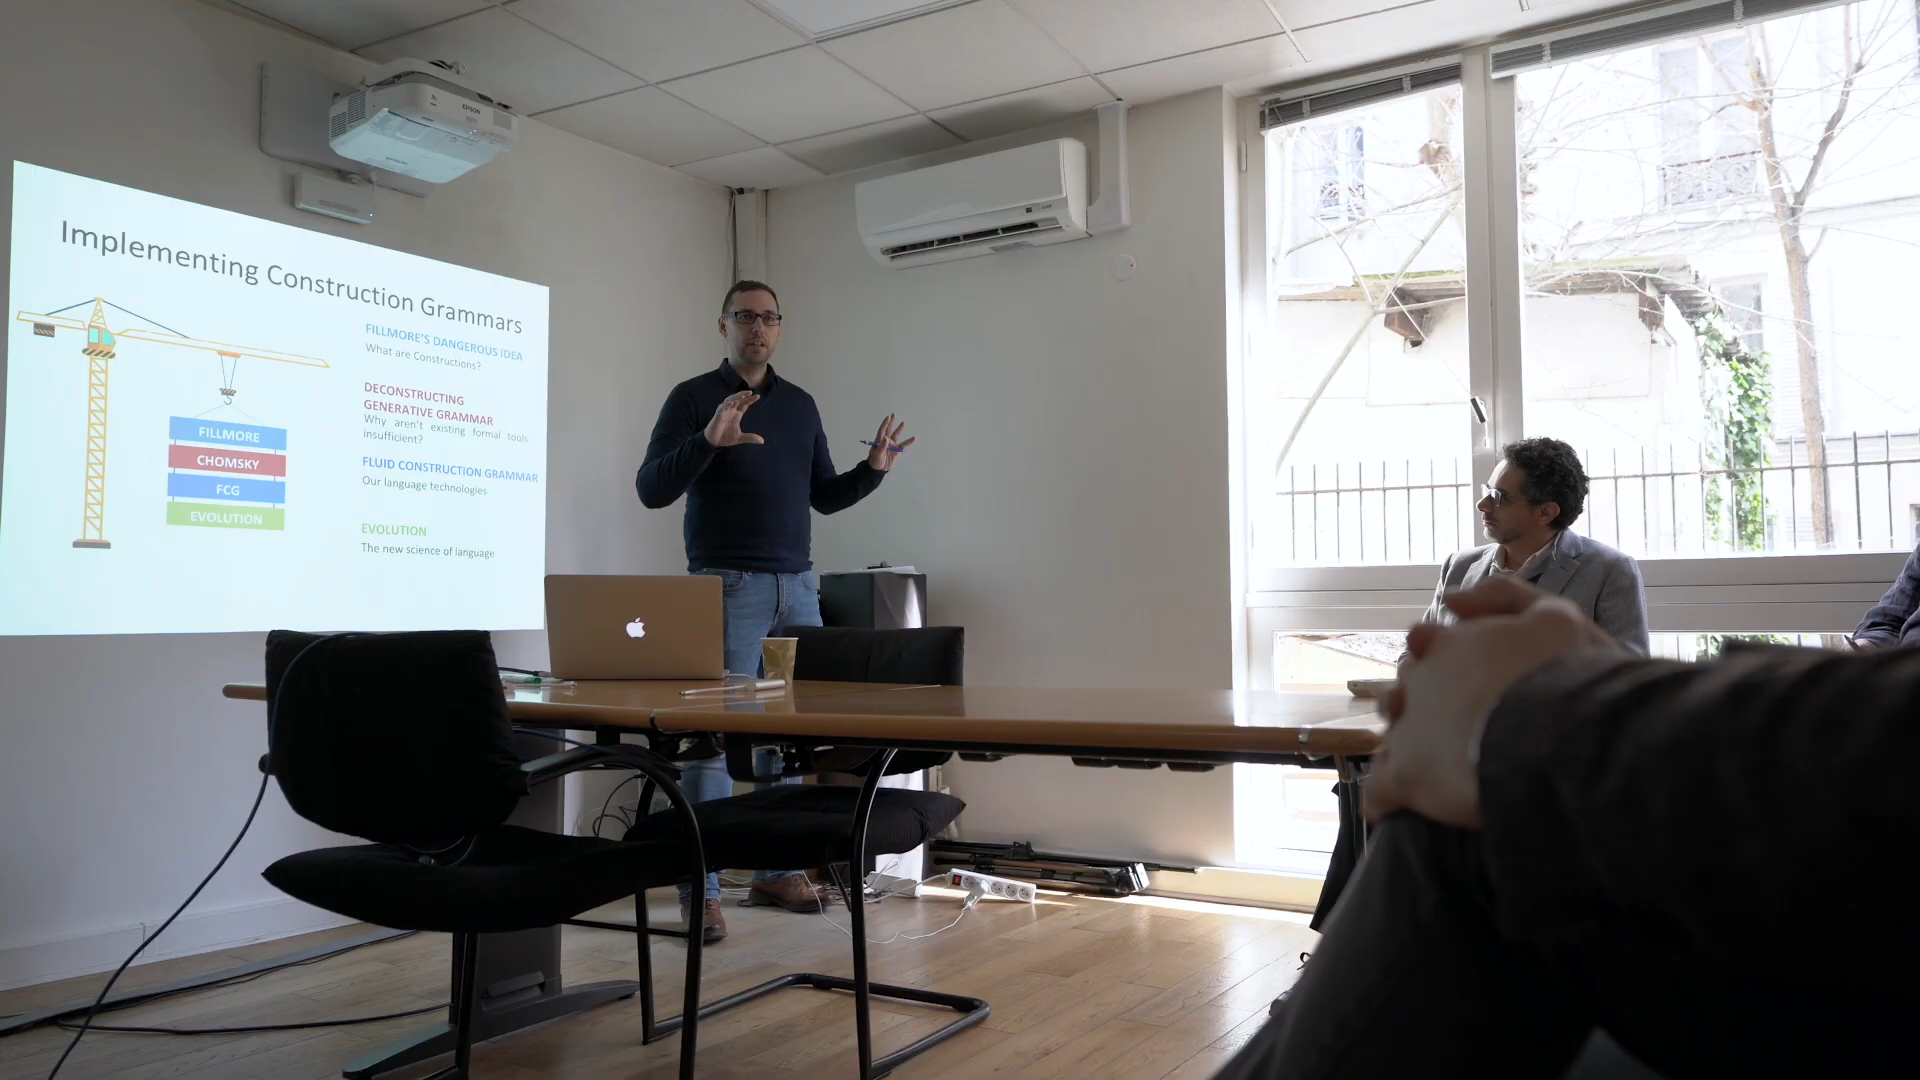 EPSON
Implementing Construction Grammars
FILLMORE'S DANGEROUS IDEA
What are Constructions?
DECONSTRUCTING
GENERATIVE GRAMMAR
Why aren't existing formal tools
insufficient?
FLUID CONSTRUCTION GRAMMAR
Our language technologies
EVOLUTION
The new science of language
FILLMORE
CHOMSKY
FCG
EVOLUTION